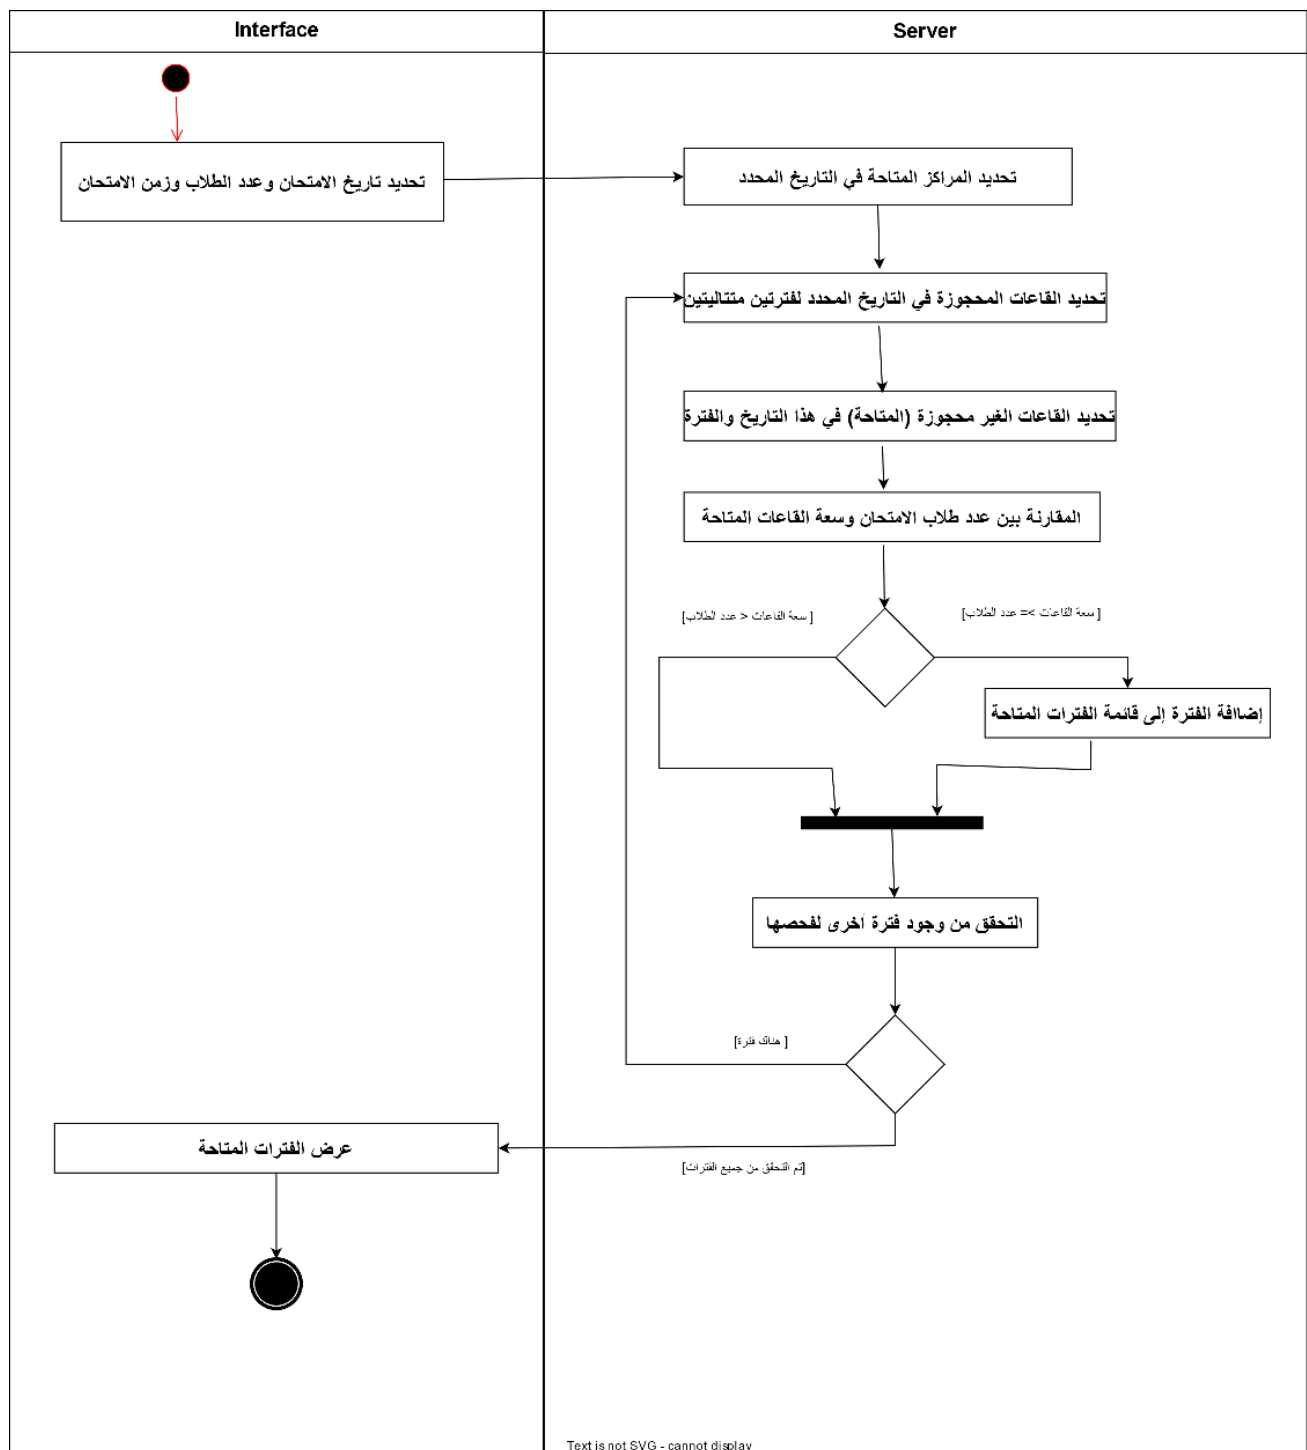 Interface
Server
تحديد تاريخ الامتحان وعدد الطلاب وزمن الامتحان
تحديد المراكز المتاحة في التاريخ المحدد
تحديد القاعات المحجوزة في التاريخ المحدد لفترتين متتاليتين
تحديد القاعات الغير محجوزة (المتاحة) في هذا التاريخ والفترة
المقارنة بين عدد طلاب الامتحان وسعة القاعات المتاحة
[سعة القاعات < عدد الطلاب]
[سعة القاعات >= عدد الطلاب]
إضاافة الفترة إلى قائمة الفترات المتاحة
التحقق من وجود فترة أخرى لفحصها
[هناك فترة]
عرض الفترات المتاحة
[تم التحقق من جميع الفترات]
Text is not SVG - cannot display